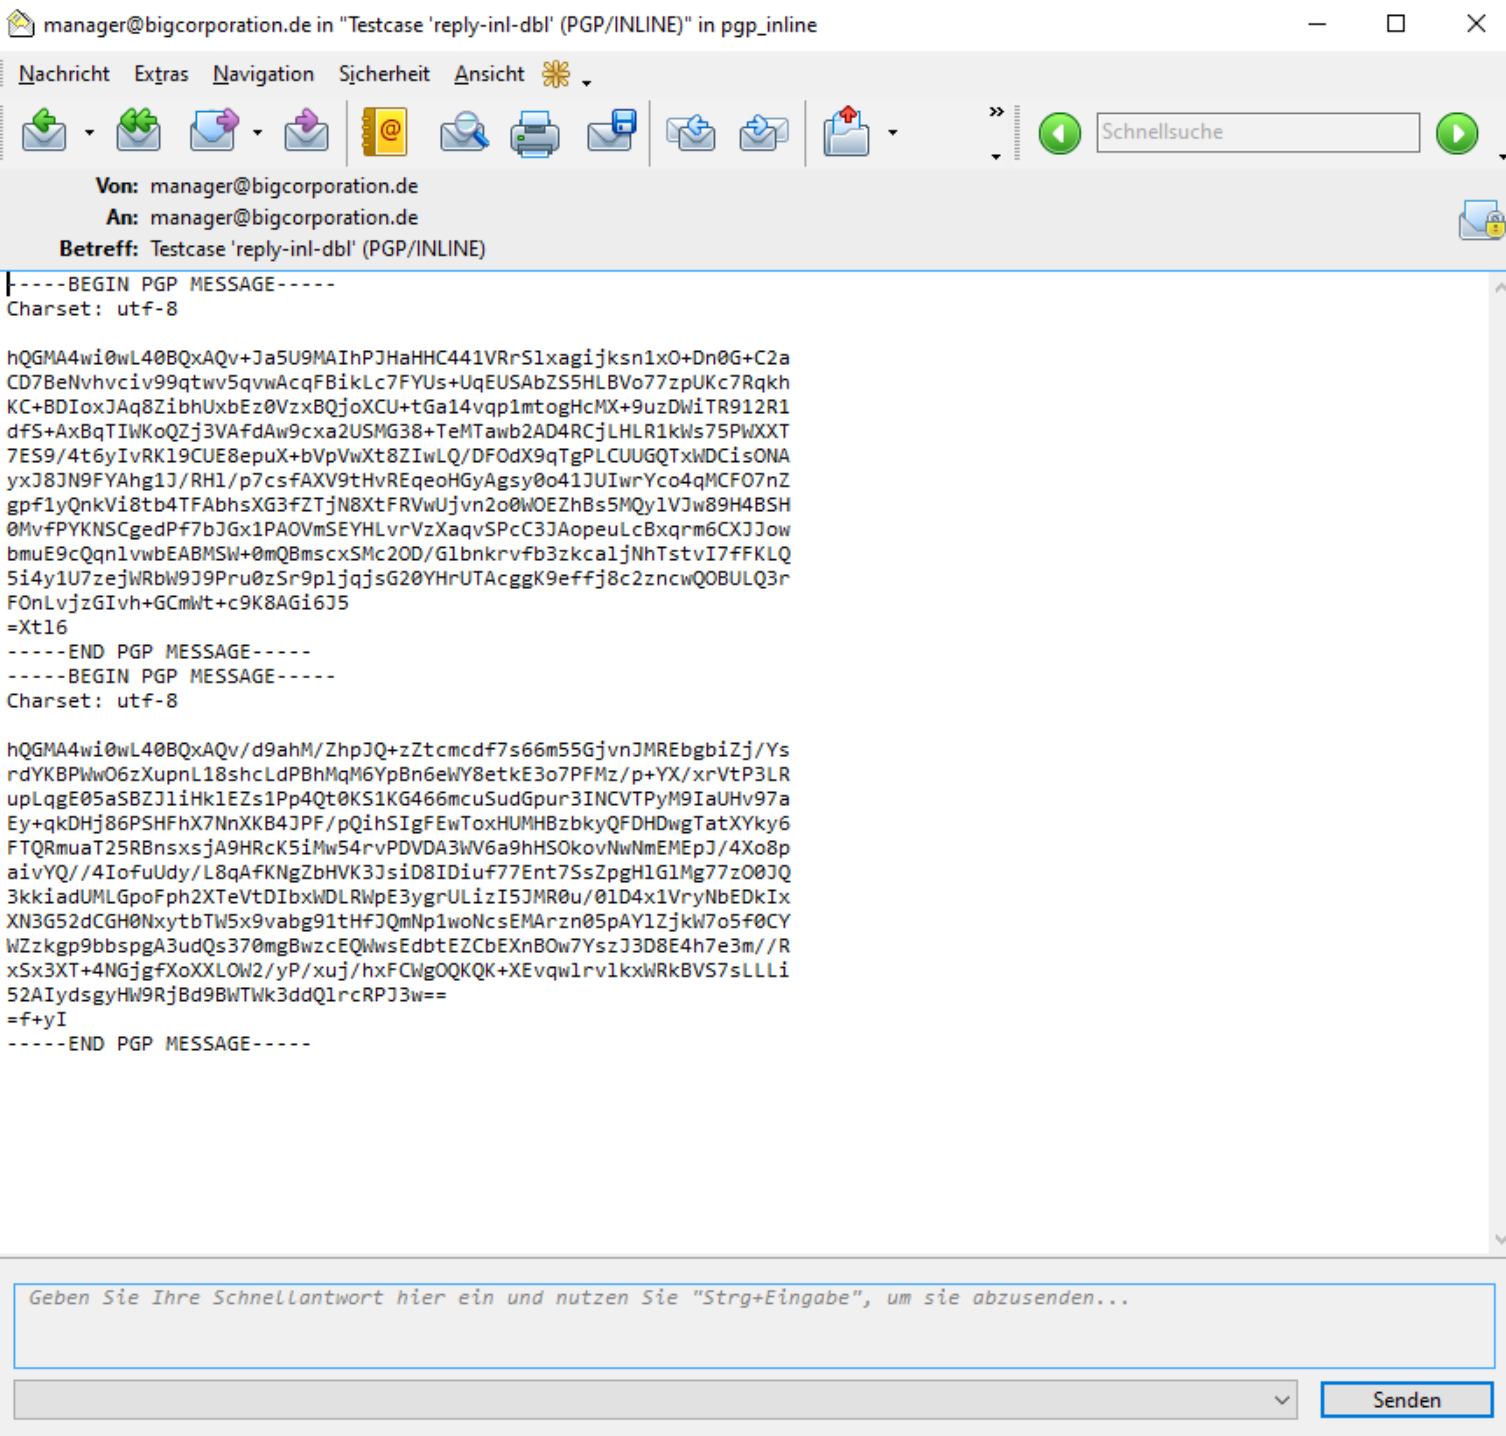 manager@bigcorporation.de in "Testcase 'reply-inl-dbl' (PGP/INLINE)" in pgp_inline
Nachricht Extras Navigation Sicherheit Ansicht
Schnellsuche
Von: manager@bigcorporation.de
An: manager@bigcorporation.de
Betreff: Testcase 'reply-inl-dbl' (PGP/INLINE)
-----BEGIN PGP MESSAGE-----
Charset: utf-8
hQGMA4wi0wL40BQxAQv+Ja5U9MAIhPJHaHHC441VRrSlxagijksn1xO+Dn0G+C2a
CD7BeNvhvciv99qtwv5qvwAcqFBikLc7FYUs+UqEUSAbZS5HLBVo77zpUKc7Rqkh
KC+BDIoxJAq8ZibhUxbEz0VzxBQjoXCU+tGa14vqp1mtogHcMX+9uzDWiTR912R1
dfS+AxBqTIWKoQZj3VAfdAw9cxa2USMG38+TeMTawb2AD4RCjLHLR1kWs75PWXXT
7ES9/4t6yIvRKl9CUE8epuX+bVpVwXt8ZIwLQ/DFOdX9qTgPLCUUGQTxWDCisONA
yxJ8JN9FYAhg1J/RHl/p7csfAXV9tHvREqeoHGyAgsy0o41JUIwrYco4qMCFO7nZ
gpf1yQnkVi8tb4TFAbhsXG3fZTjN8XtFRVwUjvn2o0WOEZhBs5MQylVJw89H4BSH
0MvfPYKNSCgedPf7bJGx1PAOVmSEYHLvrVzXaqvSPcC3JAopeuLcBxqrm6CXJJow
bmuE9cQqnlvwbEABMSW+0mQBmscxSMc2OD/Glbnkrvfb3zkcaljNhTstvI7fFKLQ
5i4y1U7zejWRbW9J9Pru0zSr9pljqjsG20YHrUTAcggK9effj8c2zncwQOBULQ3r
FOnLvjzGIvh+GCmWt+c9K8AGi6J5
=Xtl6
-----END PGP MESSAGE-----
-----BEGIN PGP MESSAGE-----
Charset: utf-8
hQGMA4wi0wL40BQxAQv/d9ahM/ZhpJQ+zZtcmcdf7s66m55GjvnJMREbgbiZj/Ys
rdYKBPWwO6zXupnL18shcLdPBhMqM6YpBn6eWY8etkE3o7PFMz/p+YX/xrVtP3LR
upLqgE05aSBZJliHklEZs1Pp4Qt0KS1KG466mcuSudGpur3INCVTPyM9IaUHv97a
Ey+qkDHj86PSHFhX7NnXKB4JPF/pQihSIgFEwToxHUMHBzbkyQFDHDwgTatXYky6
FTQRmuaT25RBnsxsjA9HRcK5iMw54rvPDVDA3WV6a9hHSOkovNwNmEMEpJ/4Xo8p
aivYQ//4IofuUdy/L8qAfKNgZbHVK3JsiD8IDiuf77Ent7SsZpgHlGlMg77zO0JQ
3kkiadUMLGpoFph2XTeVtDIbxWDLRWpE3ygrULizI5JMR0u/0lD4x1VryNbEDkIx
XN3G52dCGH0NxytbTW5x9vabg91tHfJQmNp1woNcsEMArzn05pAYlZjkW7o5f0CY
WZzkgp9bbspgA3udQs370mgBwzcEQWwsEdbtEZCbEXnBOw7YszJ3D8E4h7e3m//R
xSx3XT+4NGjgfXoXXLOW2/yP/xuj/hxFCWgOQKQK+XEvqwlrvlkxWRkBVS7sLLLi
52AIydsgyHW9RjBd9BWTWk3ddQlrcRPJ3w==
=f+yI
-----END PGP MESSAGE-----
Geben Sie Ihre Schnellantwort hier ein und nutzen Sie "Strg+Eingabe", um sie abzusenden...
Senden